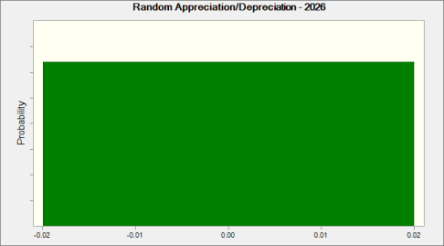 Random Appreciation/Depreciation - 2026
Probability
-0.02 -0.01 0.00 0.01 0.02